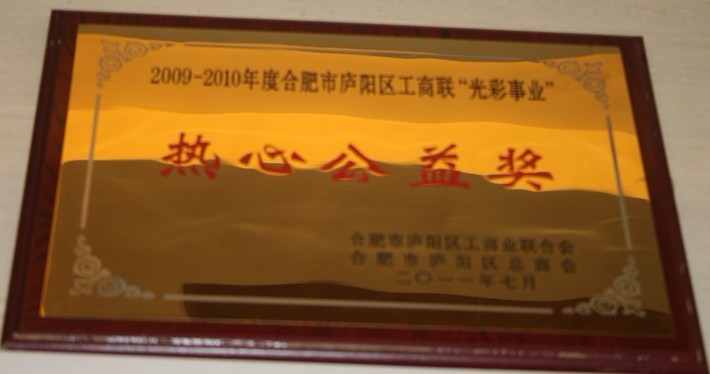 2009-2010年度合肥市庐阳区工商联“光彩事业”
热心公益奖
合肥市庐阳区工商业联合会
合肥市庐阳区总商会
二〇一一年七月